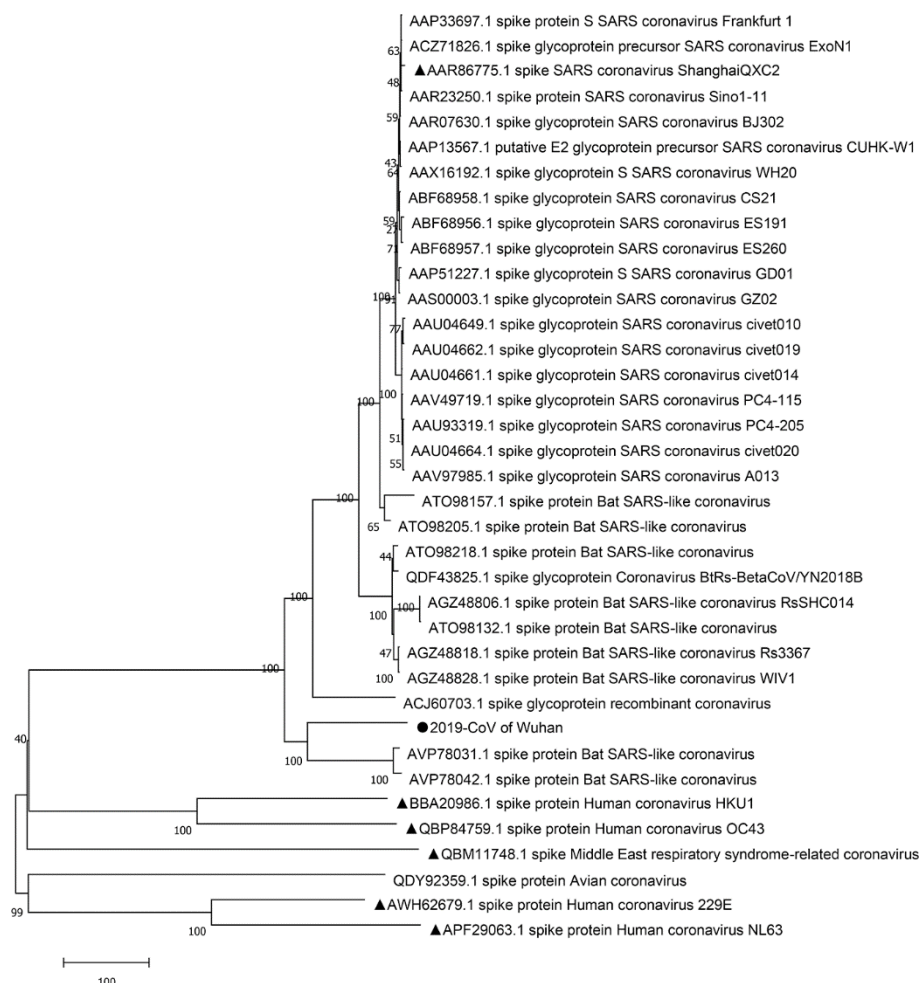 AAP33697.1 spike protein S SARS coronavirus Frankfurt 1
63
ACZ71826.1 spike glycoprotein precursor SARS coronavirus ExoN1
▲AAR86775.1 spike SARS coronavirus ShanghaiQXC2
48
AAR23250.1 spike protein SARS coronavirus Sino1-11
59
AAR07630.1 spike glycoprotein SARS coronavirus BJ302
AAP13567.1 putative E2 glycoprotein precursor SARS coronavirus CUHK-W1
43
64
AAX16192.1 spike glycoprotein S SARS coronavirus WH20
ABF68958.1 spike glycoprotein SARS coronavirus CS21
59
ABF68956.1 spike glycoprotein SARS coronavirus ES191
ABF68957.1 spike glycoprotein SARS coronavirus ES260
AAP51227.1 spike glycoprotein S SARS coronavirus GD01
100
91
AAS00003.1 spike glycoprotein SARS coronavirus GZ02
AAU04649.1 spike glycoprotein SARS coronavirus civet010
77
AAU04662.1 spike glycoprotein SARS coronavirus civet019
AAU04661.1 spike glycoprotein SARS coronavirus civet014
100
100
AAV49719.1 spike glycoprotein SARS coronavirus PC4-115
AAU93319.1 spike glycoprotein SARS coronavirus PC4-205
51
AAU04664.1 spike glycoprotein SARS coronavirus civet020
55
AAV97985.1 spike glycoprotein SARS coronavirus A013
100
ATO98157.1 spike protein Bat SARS-like coronavirus
65
ATO98205.1 spike protein Bat SARS-like coronavirus
44
ATO98218.1 spike protein Bat SARS-like coronavirus
QDF43825.1 spike glycoprotein Coronavirus BtRs-BetaCoV/YN2018B
100
100
100
AGZ48806.1 spike protein Bat SARS-like coronavirus RsSHC014
ATO98132.1 spike protein Bat SARS-like coronavirus
47
AGZ48818.1 spike protein Bat SARS-like coronavirus Rs3367
100
100
AGZ48828.1 spike protein Bat SARS-like coronavirus WIV1
ACJ60703.1 spike glycoprotein recombinant coronavirus
●2019-CoV of Wuhan
40
100
AVP78031.1 spike protein Bat SARS-like coronavirus
100
AVP78042.1 spike protein Bat SARS-like coronavirus
▲BBA20986.1 spike protein Human coronavirus HKU1
100
▲QBP84759.1 spike protein Human coronavirus OC43
▲QBM11748.1 spike Middle East respiratory syndrome-related coronavirus
QDY92359.1 spike protein Avian coronavirus
99
▲AWH62679.1 spike protein Human coronavirus 229E
100
▲APF29063.1 spike protein Human coronavirus NL63
100